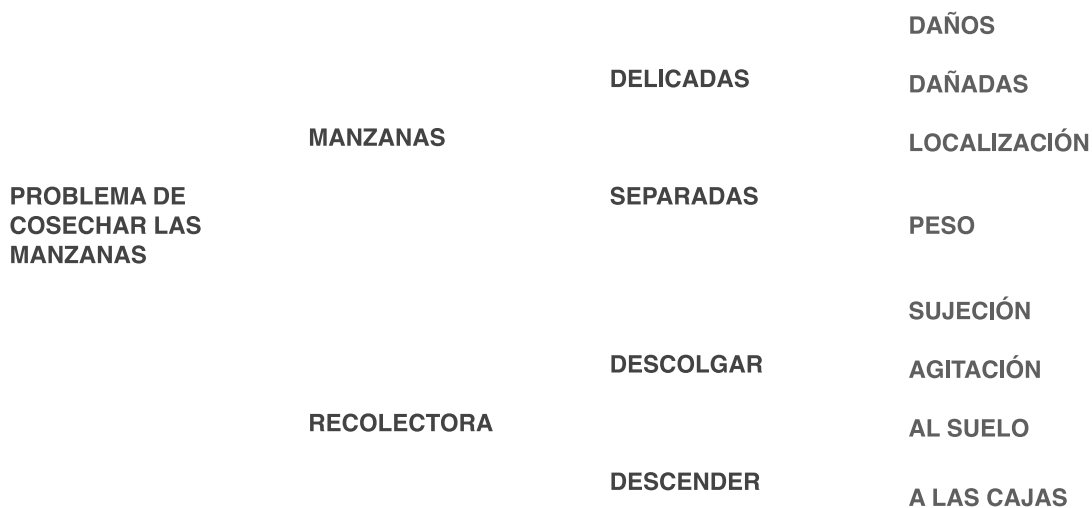 PROBLEMA DE
COSECHAR LAS
MANZANAS
MANZANAS
RECOLECTORA
DELICADAS
SEPARADAS
DESCOLGAR
DESCENDER
DAÑOS
DAÑADAS
LOCALIZACIÓN
PESO
SUJECIÓN
AGITACIÓN
AL SUELO
A LAS CAJAS